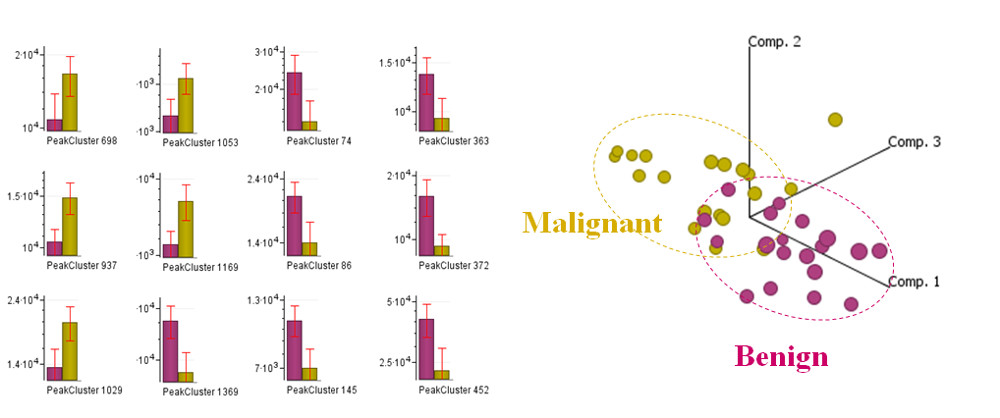 2·10⁴
10⁴
PeakCluster 698
·10³
·10³
PeakCluster 1053
3·10⁴
2·10⁴
PeakCluster 74
1.5·10⁴
10⁴
PeakCluster 363
1.5·10⁴
10⁴
PeakCluster 937
·10⁴
·10³
PeakCluster 1169
2.4·10⁴
1.4·10⁴
PeakCluster 86
2·10⁴
10⁴
PeakCluster 372
2.4·10⁴
1.4·10⁴
PeakCluster 1029
·10⁴
·10⁴
PeakCluster 1369
1.3·10⁴
7·10³
PeakCluster 145
5·10⁴
2.5·10⁴
PeakCluster 452
Comp. 2
Comp. 3
Malignant
Comp. 1
Benign